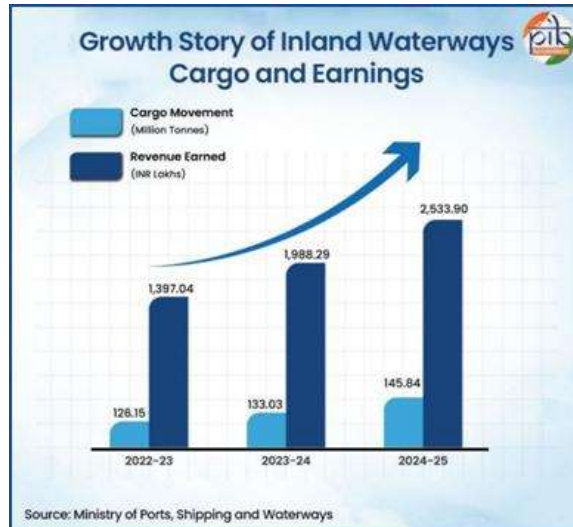 Growth Story of Inland Waterways
Cargo and Earnings
pib
Cargo Movement
(Million Tonnes)
Revenue Earned
(INR Lakhs)
2,533.90
1,988.29
1,397.04
145.84
133.03
126.15
2022-23 2023-24 2024-25
Source: Ministry of Ports, Shipping and Waterways